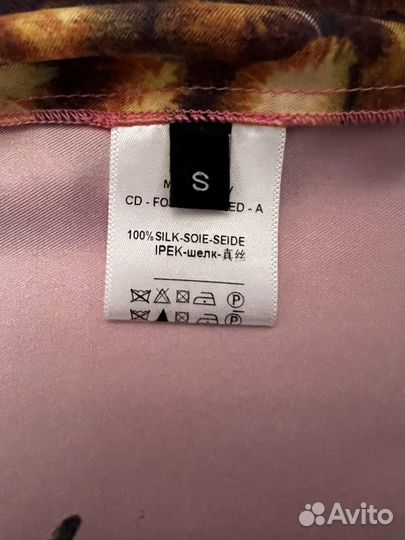 S
CD - FO ED - A
100%SILK-SOIE-SEIDE
IPEK-шелк-真丝
P
P
Avito